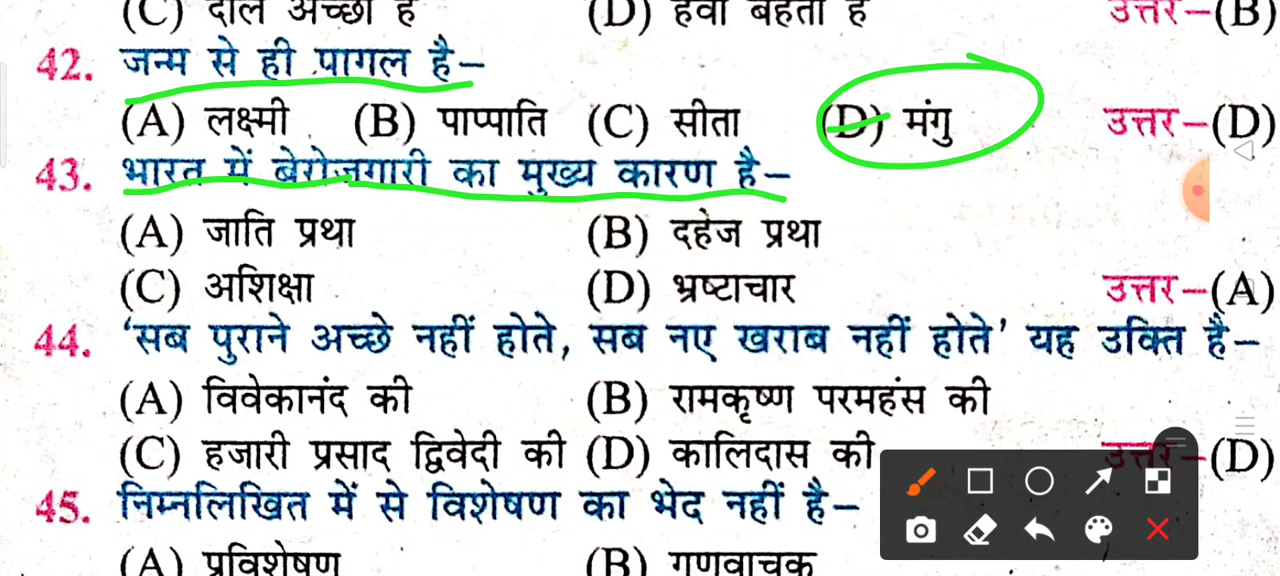 (C) दाल अच्छी है (D) हवा बहती है उत्तर–(B)
42. जन्म से ही पागल है–
(A) लक्ष्मी (B) पाप्पाति (C) सीता (D) मंगु उत्तर–(D)
43. भारत में बेरोजगारी का मुख्य कारण है–
(A) जाति प्रथा (B) दहेज प्रथा
(C) अशिक्षा (D) भ्रष्टाचार उत्तर–(A)
44. ‘सब पुराने अच्छे नहीं होते, सब नए खराब नहीं होते’ यह उक्ति है–
(A) विवेकानंद की (B) रामकृष्ण परमहंस की
(C) हजारी प्रसाद द्विवेदी की (D) कालिदास की उत्तर–(D)
45. निम्नलिखित में से विशेषण का भेद नहीं है–
(A) प्रविशेषण (B) गुणवाचक